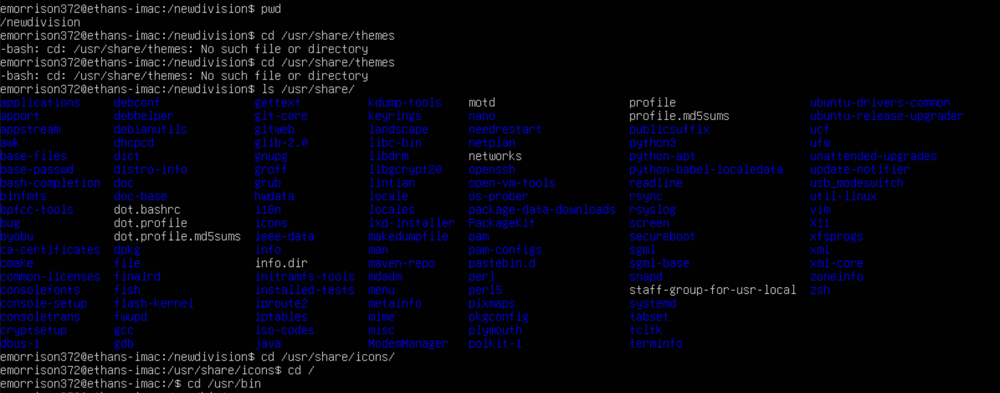 emorrison372@ethans-imac:/newdivision$ pwd
/newdivision
emorrison372@ethans-imac:/newdivision$ cd /usr/share/themes
-bash: cd: /usr/share/themes: No such file or directory
emorrison372@ethans-imac:/newdivision$ cd /usr/share/themes
-bash: cd: /usr/share/themes: No such file or directory
emorrison372@ethans-imac:/newdivision$ ls /usr/share/
applications debconf gettext kdump-tools motd profile ubuntu-drivers-common
apport debhelper git-core keyrings nano profile.md5sums ubuntu-release-upgrader
appstream debianutils gitweb landscape needrestart publicsuffix ucf
awk dhcpcd glib-2.0 libc-bin netplan python3 ufw
base-files dict gnupg libdrm networks python-apt unattended-upgrades
base-passwd distro-info groff libgcrypt20 openssh python-babel-localedata update-notifier
bash-completion doc grub lintian open-vm-tools readline usb_modeswitch
binfmts doc-base hwdata locale os-prober rsync util-linux
bpfcc-tools dot.bashrc i18n locales package-data-downloads rsyslog vim
bug dot.profile icons lxd-installer PackageKit screen X11
byobu dot.profile.md5sums ieee-data makedumpfile pam secureboot xfsprogs
ca-certificates dpkg info man pam-configs sgml xml
cmake file info.dir maven-repo pastebin.d sgml-base xml-core
common-licenses finalrd initramfs-tools mdadm perl snapd zoneinfo
consolefonts fish installed-tests menu perl5 staff-group-for-usr-local zsh
console-setup flash-kernel iproute2 metainfo pixmaps systemd
consoletrans fwupd iptables mime pkgconfig tabset
cryptsetup gcc iso-codes misc plymouth tcltk
dbus-1 gdb java ModemManager polkit-1 terminfo
emorrison372@ethans-imac:/newdivision$ cd /usr/share/icons/
emorrison372@ethans-imac:/usr/share/icons$ cd /
emorrison372@ethans-imac:/$ cd /usr/bin